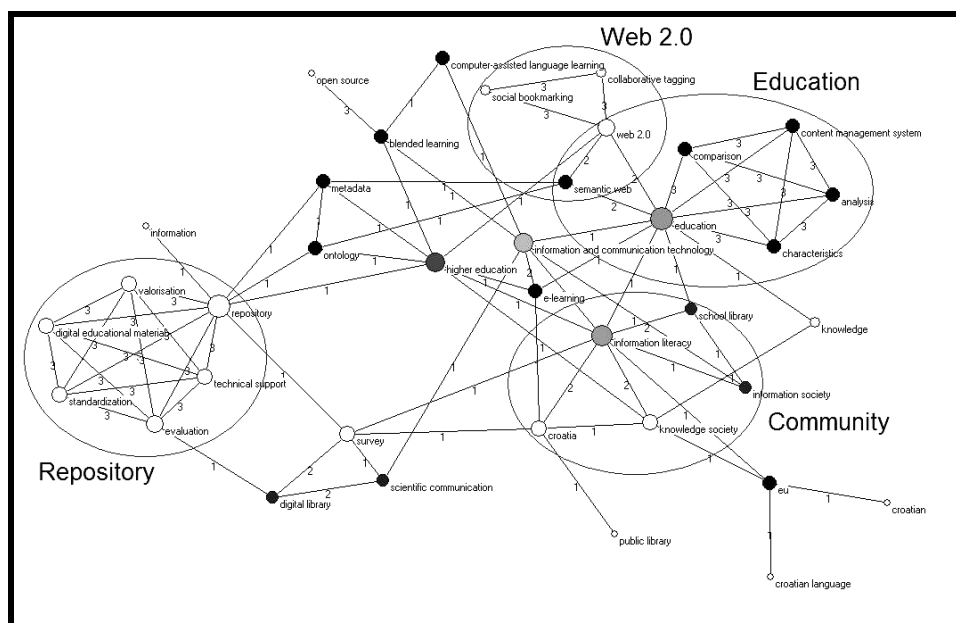 Web 2.0
computer-assisted language learning
collaborative tagging
open source
social bookmarking
Education
content management system
web 2.0
blended learning
comparison
metadata
semantic web
analysis
education
information
ontology
information and communication technology
characteristics
higher education
valorisation
e-learning
repository
school library
knowledge
digital educational materials
information literacy
technical support
information society
standardization
evaluation
survey
croatia
knowledge society
Community
Repository
scientific communication
eu
digital library
croatian
public library
croatian language